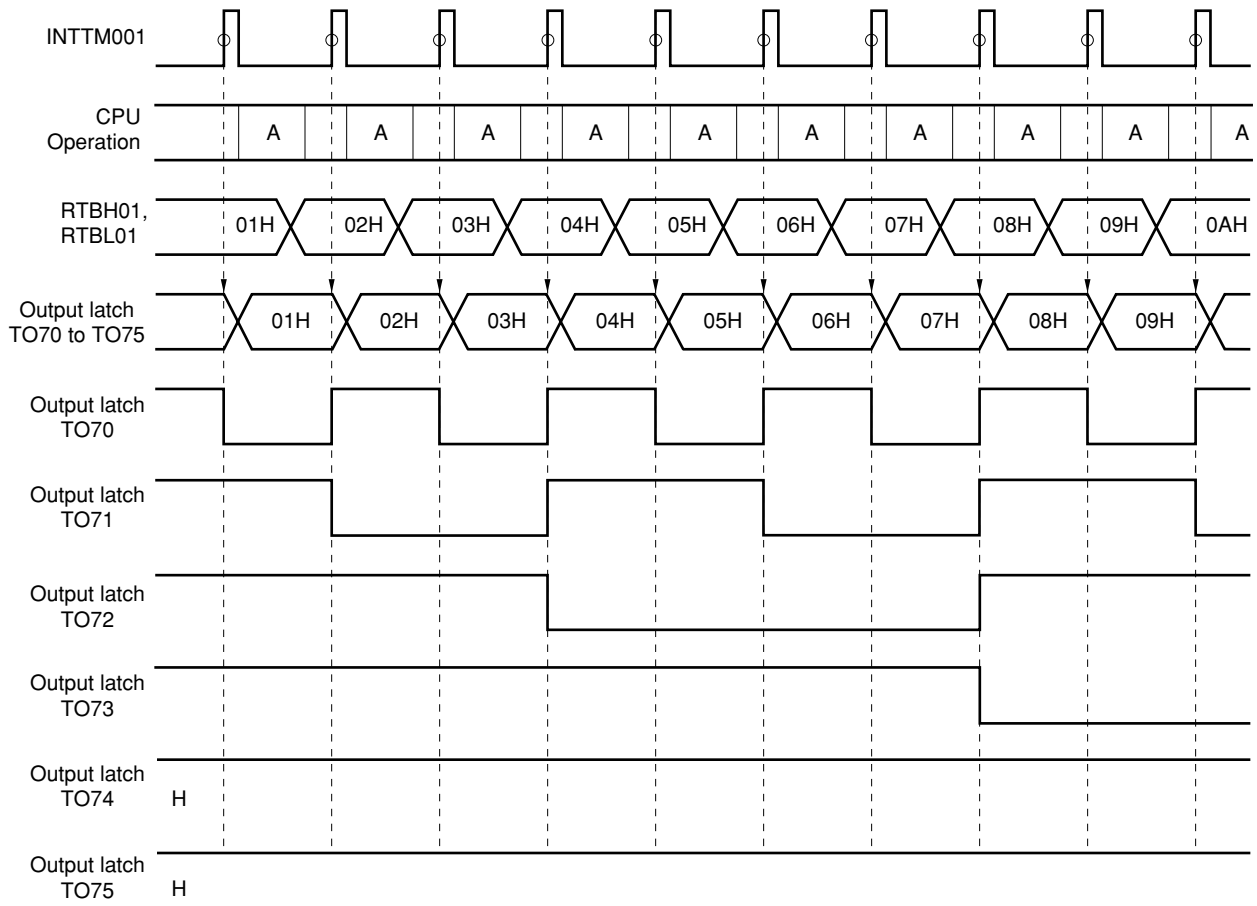 INTTM001
CPU
Operation
A A A A A A A A A A
RTBH01,
RTBL01
01H 02H 03H 04H 05H 06H 07H 08H 09H 0AH
Output latch
TO70 to TO75
01H 02H 03H 04H 05H 06H 07H 08H 09H
Output latch
TO70
Output latch
TO71
Output latch
TO72
Output latch
TO73
Output latch
TO74
H
Output latch
TO75
H